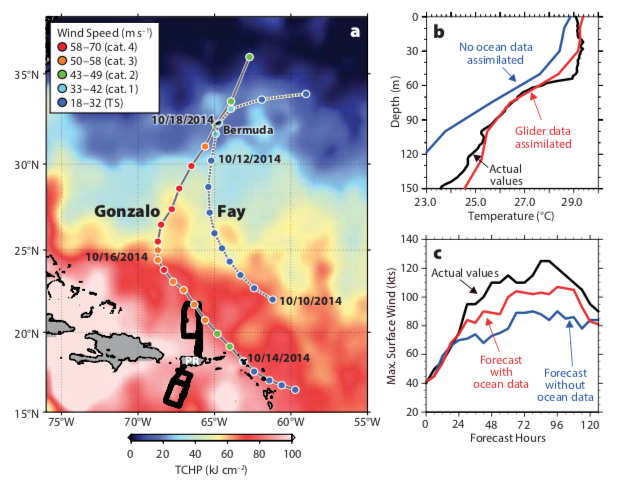 Wind Speed (m s⁻¹)
58–70 (cat. 4)
50–58 (cat. 3)
43–49 (cat. 2)
33–42 (cat. 1)
18–32 (TS)
a
35°N
30°N
25°N
20°N
15°N
75°W
70°W
65°W
60°W
55°W
10/18/2014
Bermuda
10/12/2014
Gonzalo
Fay
10/16/2014
10/10/2014
10/14/2014
PR
0
20
40
60
80
100
TCHP (kJ cm⁻²)
b
0
30
60
90
120
150
Depth (m)
No ocean data
assimilated
Glider data
assimilated
Actual
values
23.0
25.0
27.0
29.0
Temperature (°C)
c
140
120
100
80
60
40
20
Max. Surface Wind (kts)
Actual values
Forecast
with
ocean data
Forecast
without
ocean data
0
24
48
72
96
120
Forecast Hours